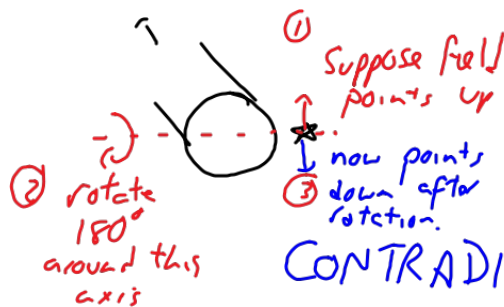 ①
Suppose field
points up
② rotate
180°
around this
axis
③ now points
down after
rotation.
CONTRADI